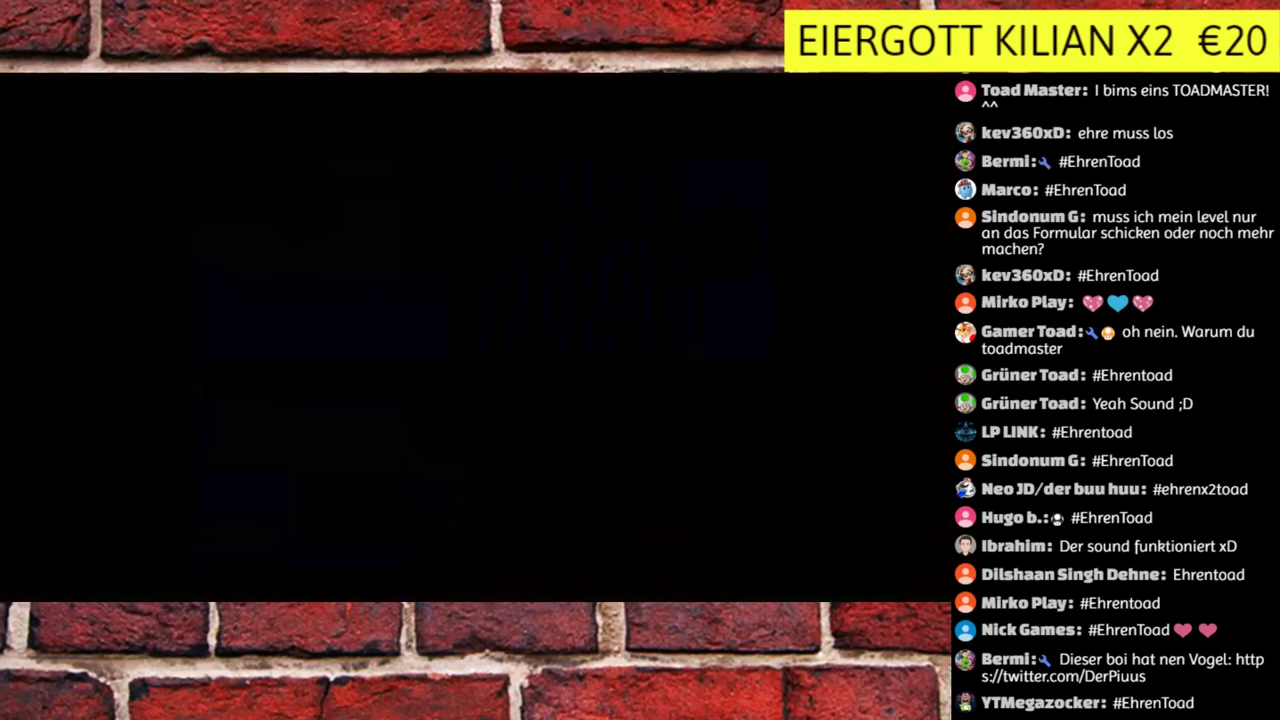 EIERGOTT KILIAN X2 €20
Toad Master: I bims eins TOADMASTER!
^^
kev360xD: ehre muss los
Bermi: #EhrenToad
Marco: #EhrenToad
Sindonum G: muss ich mein level nur
an das Formular schicken oder noch mehr
machen?
kev360xD: #EhrenToad
Mirko Play: 💖 💙 💖
Gamer Toad: oh nein. Warum du
toadmaster
Grüner Toad: #Ehrentoad
Grüner Toad: Yeah Sound ;D
LP LINK: #Ehrentoad
Sindonum G: #EhrenToad
Neo JD/der buu huu: #ehrenx2toad
Hugo b.: #EhrenToad
Ibrahim: Der sound funktioniert xD
Dilshaan Singh Dehne: Ehrentoad
Mirko Play: #Ehrentoad
Nick Games: #EhrenToad
Bermi: Dieser boi hat nen Vogel: http
s://twitter.com/DerPiuus
YTMegazocker: #EhrenToad